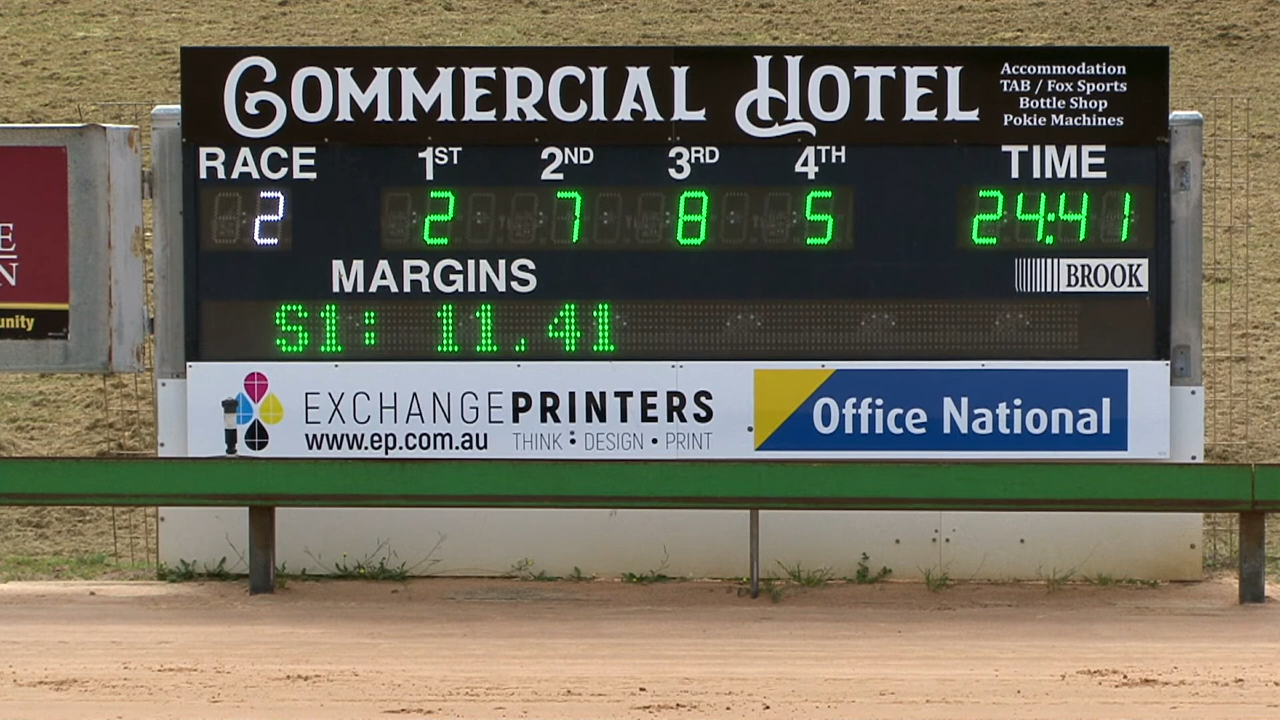 COMMERCIAL HOTEL
Accommodation
TAB / Fox Sports
Bottle Shop
Pokie Machines
RACE 1ST 2ND 3RD 4TH TIME
2 2 7 8 5 24:41
MARGINS
BROOK
S1: 11.41
EXCHANGEPRINTERS
www.ep.com.au THINK • DESIGN • PRINT
Office National
E
N
unity